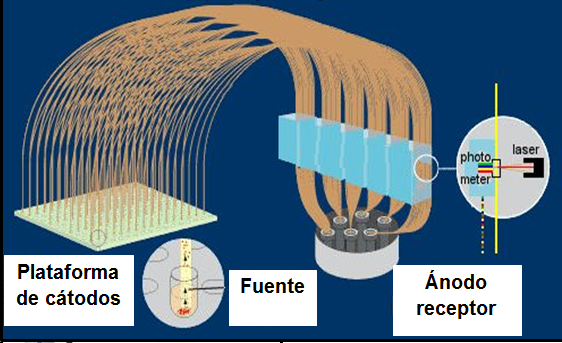 photo
meter
laser
Plataforma
de cátodos
Fuente
Ánodo
receptor